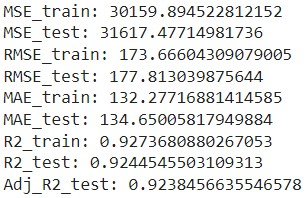 MSE_train: 30159.894522812152
MSE_test: 31617.47714981736
RMSE_train: 173.66604309079005
RMSE_test: 177.813039875644
MAE_train: 132.27716881414585
MAE_test: 134.65005817949884
R2_train: 0.9273680880267053
R2_test: 0.9244545503109313
Adj_R2_test: 0.9238456635546578